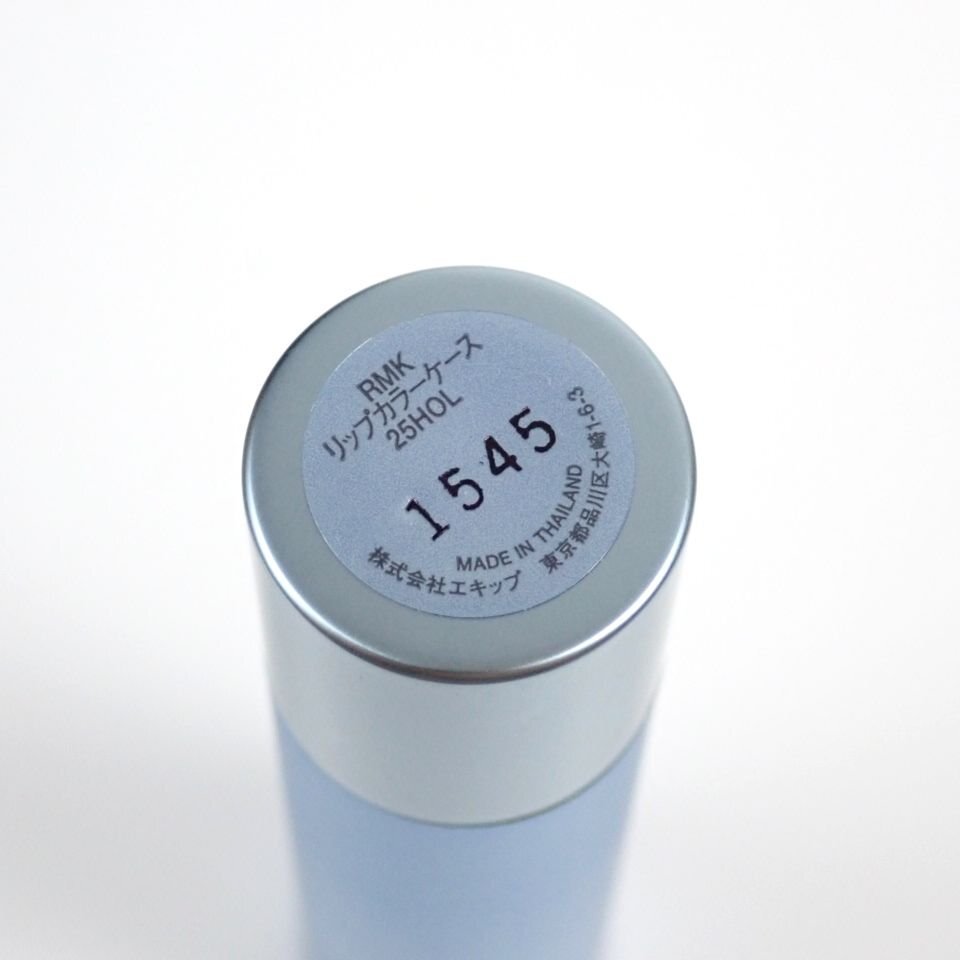 RMK
リップカラーケース
25HOL
1545
MADE IN THAILAND
株式会社エキップ 東京都品川区大崎1-6-3